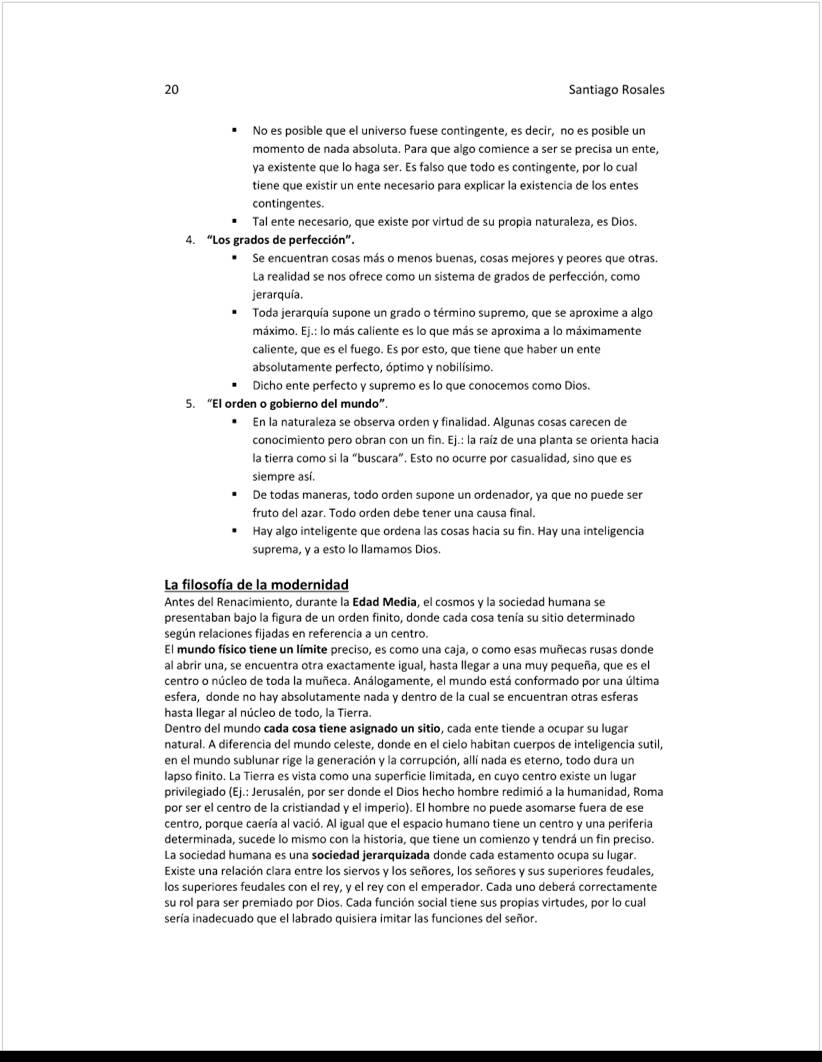 20 Santiago Rosales
▪ No es posible que el universo fuese contingente, es decir, no es posible un
momento de nada absoluta. Para que algo comience a ser se precisa un ente,
ya existente que lo haga ser. Es falso que todo es contingente, por lo cual
tiene que existir un ente necesario para explicar la existencia de los entes
contingentes.
▪ Tal ente necesario, que existe por virtud de su propia naturaleza, es Dios.
4. “Los grados de perfección”.
▪ Se encuentran cosas más o menos buenas, cosas mejores y peores que otras.
La realidad se nos ofrece como un sistema de grados de perfección, como
jerarquía.
▪ Toda jerarquía supone un grado o término supremo, que se aproxime a algo
máximo. Ej.: lo más caliente es lo que más se aproxima a lo máximamente
caliente, que es el fuego. Es por esto, que tiene que haber un ente
absolutamente perfecto, óptimo y nobilísimo.
▪ Dicho ente perfecto y supremo es lo que conocemos como Dios.
5. “El orden o gobierno del mundo”.
▪ En la naturaleza se observa orden y finalidad. Algunas cosas carecen de
conocimiento pero obran con un fin. Ej.: la raíz de una planta se orienta hacia
la tierra como si la “buscara”. Esto no ocurre por casualidad, sino que es
siempre así.
▪ De todas maneras, todo orden supone un ordenador, ya que no puede ser
fruto del azar. Todo orden debe tener una causa final.
▪ Hay algo inteligente que ordena las cosas hacia su fin. Hay una inteligencia
suprema, y a esto lo llamamos Dios.
La filosofía de la modernidad
Antes del Renacimiento, durante la Edad Media, el cosmos y la sociedad humana se
presentaban bajo la figura de un orden finito, donde cada cosa tenía su sitio determinado
según relaciones fijadas en referencia a un centro.
El mundo físico tiene un límite preciso, es como una caja, o como esas muñecas rusas donde
al abrir una, se encuentra otra exactamente igual, hasta llegar a una muy pequeña, que es el
centro o núcleo de toda la muñeca. Análogamente, el mundo está conformado por una última
esfera, donde no hay absolutamente nada y dentro de la cual se encuentran otras esferas
hasta llegar al núcleo de todo, la Tierra.
Dentro del mundo cada cosa tiene asignado un sitio, cada ente tiende a ocupar su lugar
natural. A diferencia del mundo celeste, donde en el cielo habitan cuerpos de inteligencia sutil,
en el mundo sublunar rige la generación y la corrupción, allí nada es eterno, todo dura un
lapso finito. La Tierra es vista como una superficie limitada, en cuyo centro existe un lugar
privilegiado (Ej.: Jerusalén, por ser donde el Dios hecho hombre redimió a la humanidad, Roma
por ser el centro de la cristiandad y el imperio). El hombre no puede asomarse fuera de ese
centro, porque caería al vació. Al igual que el espacio humano tiene un centro y una periferia
determinada, sucede lo mismo con la historia, que tiene un comienzo y tendrá un fin preciso.
La sociedad humana es una sociedad jerarquizada donde cada estamento ocupa su lugar.
Existe una relación clara entre los siervos y los señores, los señores y sus superiores feudales,
los superiores feudales con el rey, y el rey con el emperador. Cada uno deberá correctamente
su rol para ser premiado por Dios. Cada función social tiene sus propias virtudes, por lo cual
sería inadecuado que el labrado quisiera imitar las funciones del señor.